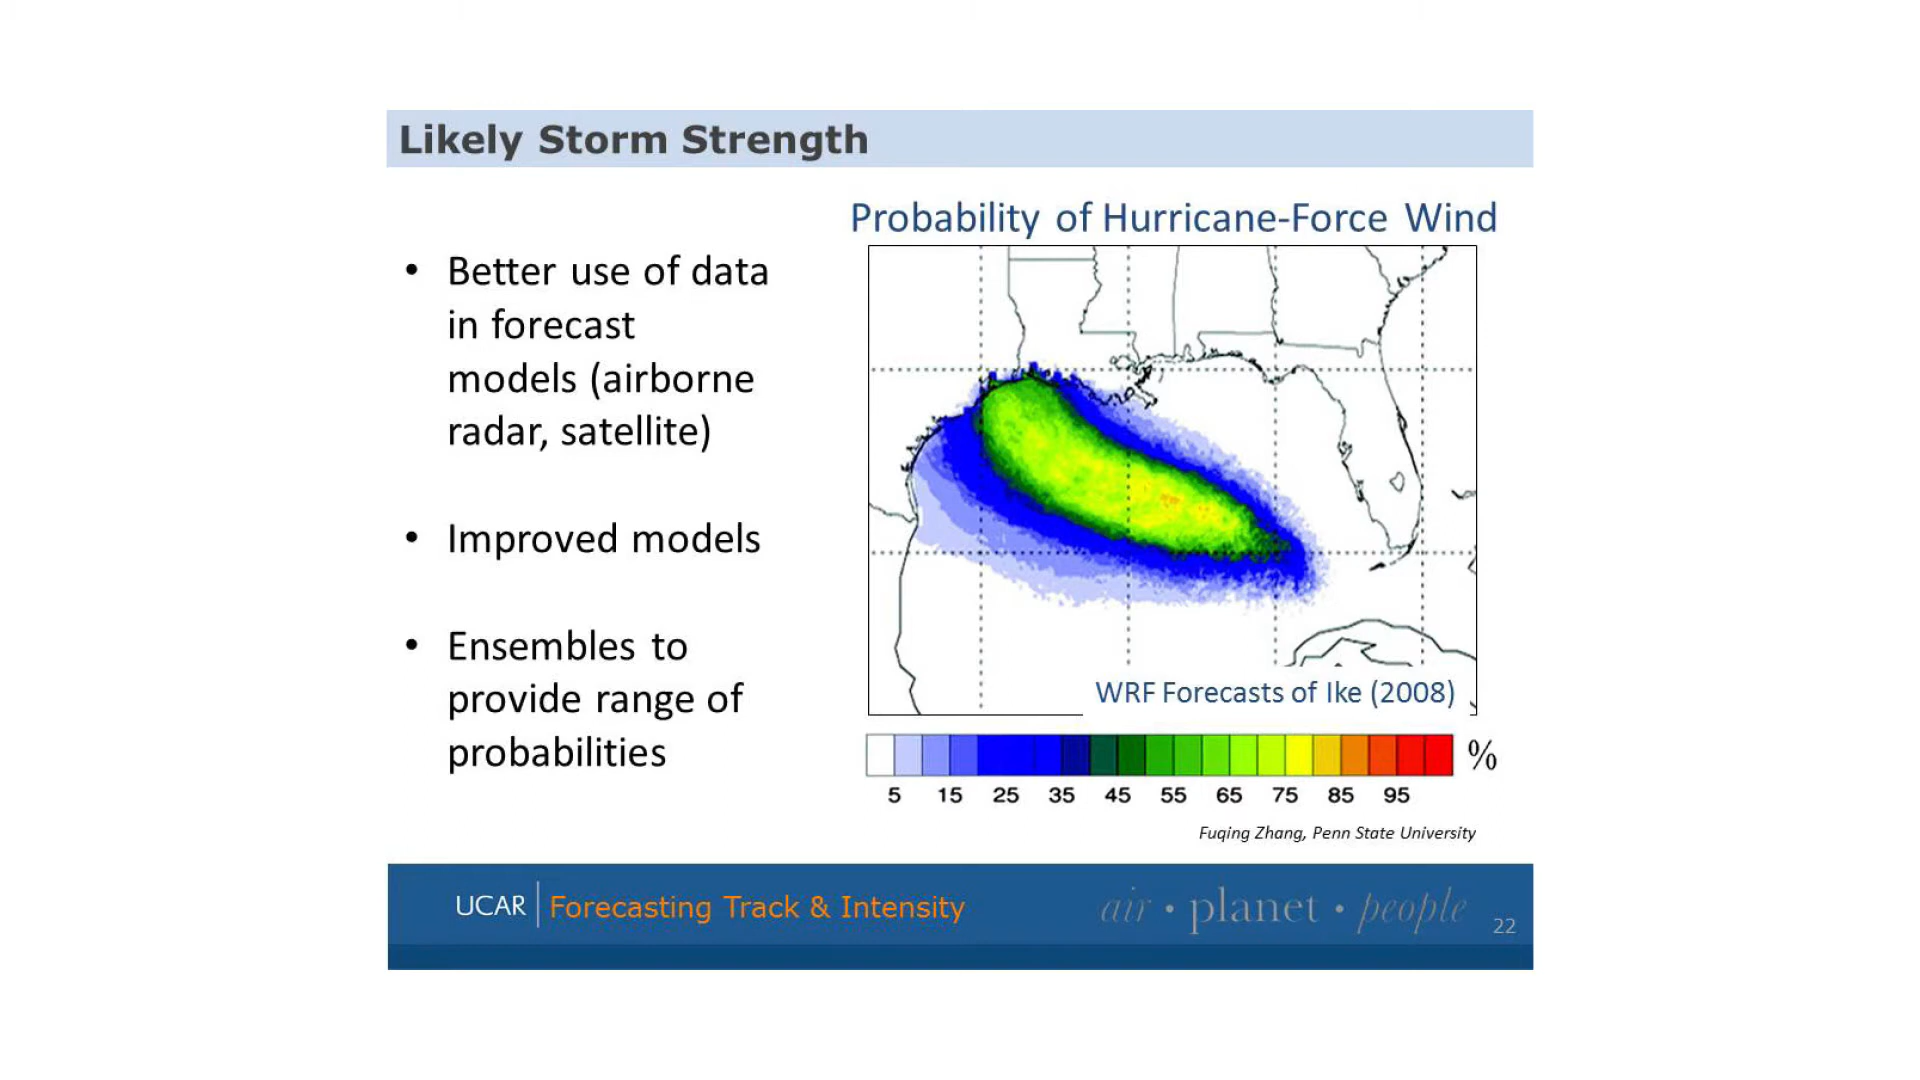 Likely Storm Strength
Probability of Hurricane-Force Wind
• Better use of data
in forecast
models (airborne
radar, satellite)
• Improved models
• Ensembles to
provide range of
probabilities
WRF Forecasts of Ike (2008)
%
5 15 25 35 45 55 65 75 85 95
Fuqing Zhang, Penn State University
UCAR | Forecasting Track & Intensity
air • planet • people
22